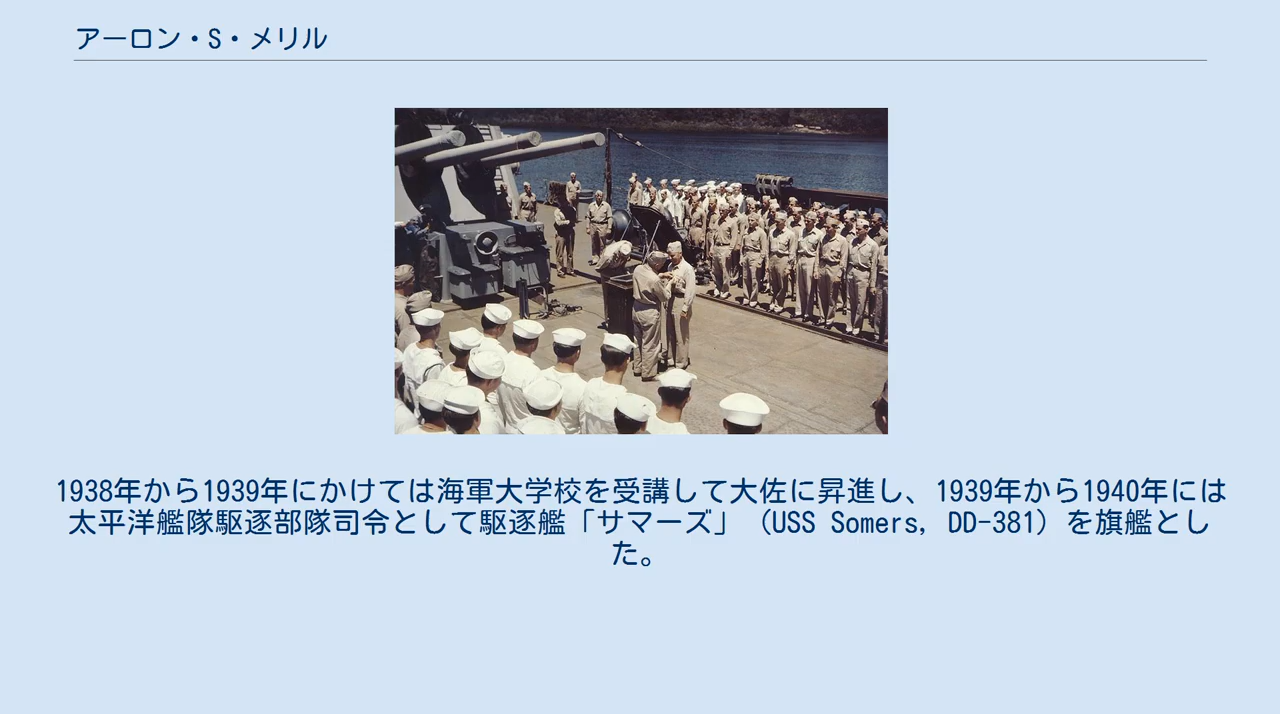 アーロン・S・メリル
1938年から1939年にかけては海軍大学校を受講して大佐に昇進し、1939年から1940年には
太平洋艦隊駆逐部隊司令として駆逐艦「サマーズ」（USS Somers, DD-381）を旗艦とし
た。